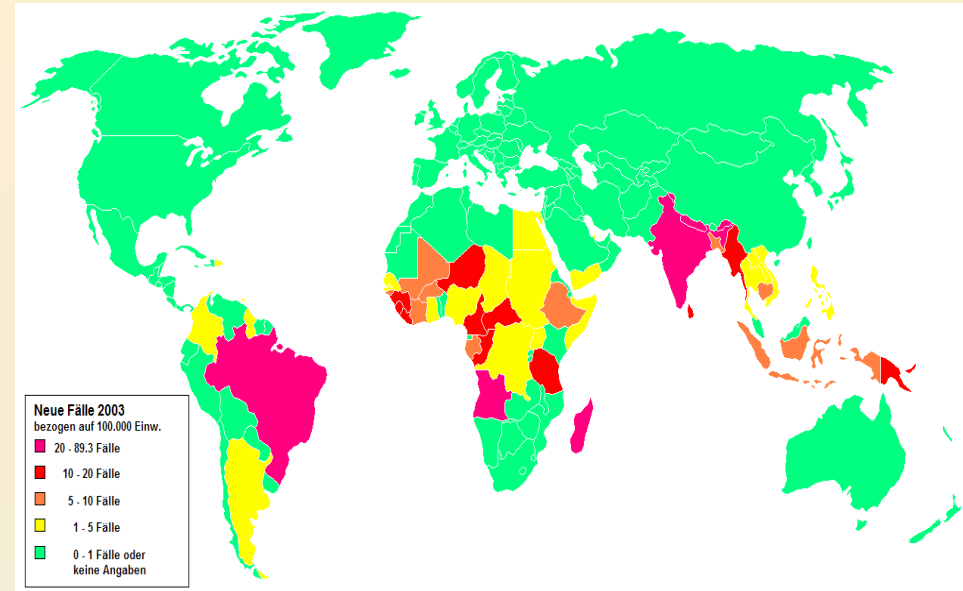 Neue Fälle 2003
bezogen auf 100.000 Einw.
20 - 89.3 Fälle
10 - 20 Fälle
5 - 10 Fälle
1 - 5 Fälle
0 - 1 Fälle oder
keine Angaben